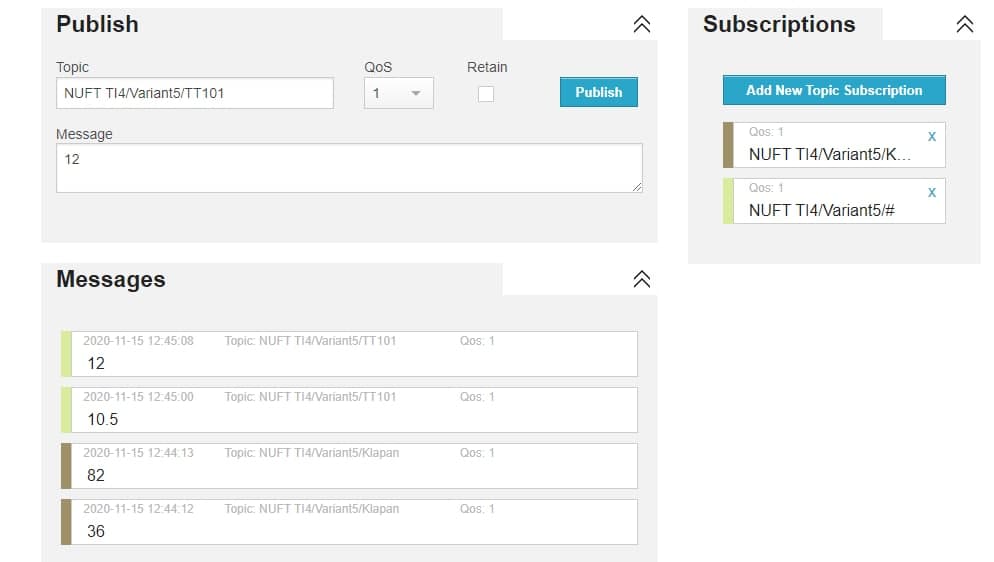 Publish
Topic
QoS
Retain
NUFT TI4/Variant5/TT101
1
Publish
Message
12
Subscriptions
Add New Topic Subscription
Qos: 1
x
NUFT TI4/Variant5/K...
Qos: 1
x
NUFT TI4/Variant5/#
Messages
2020-11-15 12:45:08 Topic: NUFT TI4/Variant5/TT101 Qos: 1
12
2020-11-15 12:45:00 Topic: NUFT TI4/Variant5/TT101 Qos: 1
10.5
2020-11-15 12:44:13 Topic: NUFT TI4/Variant5/Klapan Qos: 1
82
2020-11-15 12:44:12 Topic: NUFT TI4/Variant5/Klapan Qos: 1
36